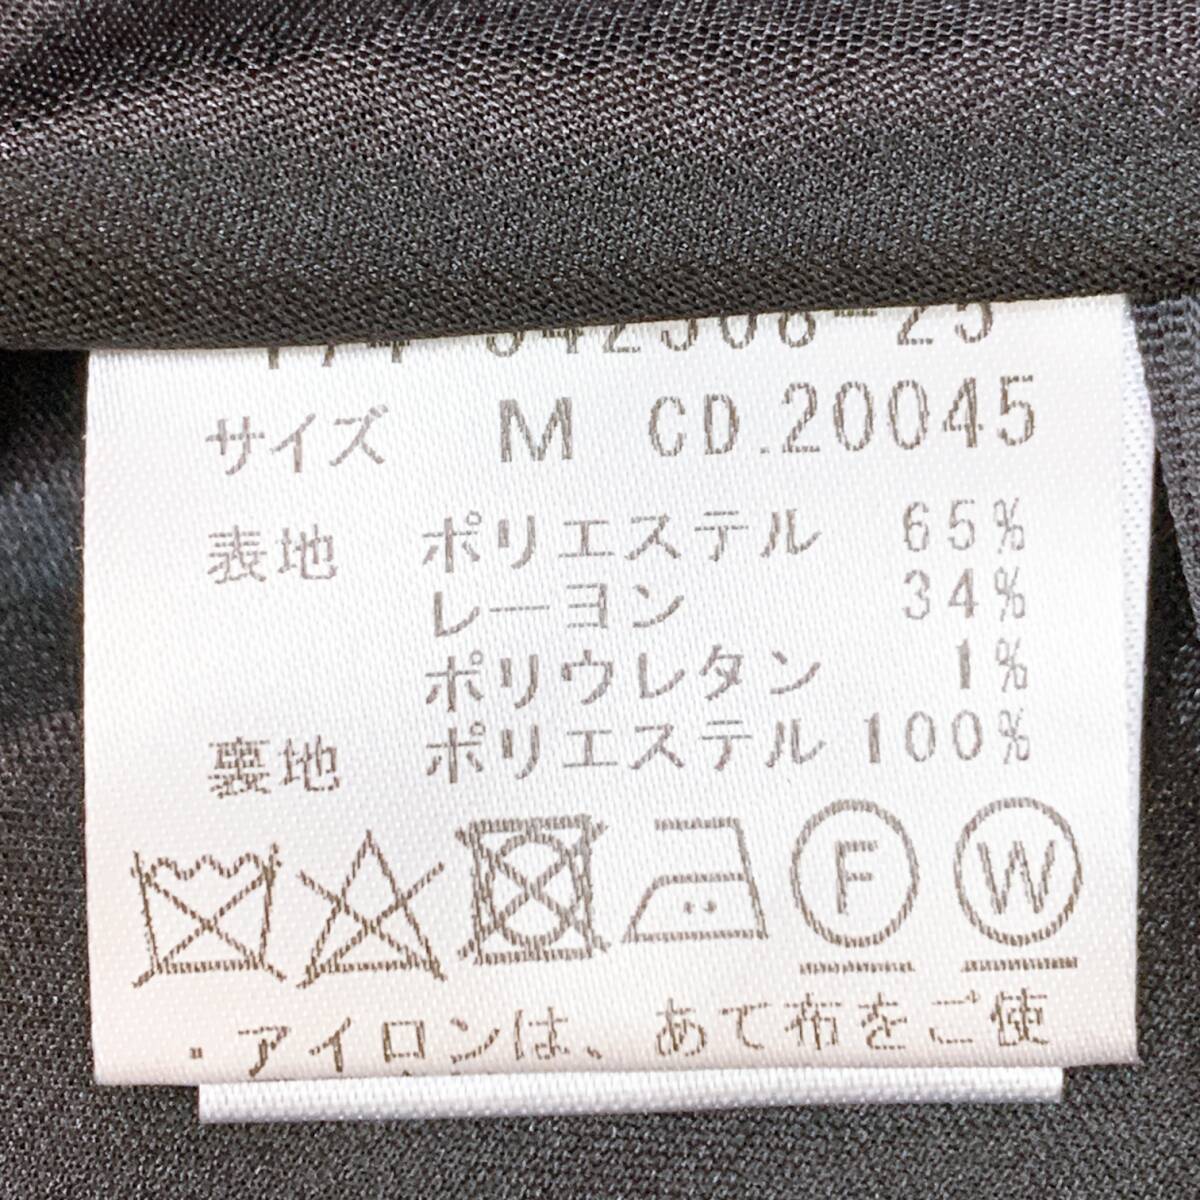 サイズ M CD.20045
表地 ポリエステル 65%
レーヨン 34%
ポリウレタン 1%
裏地 ポリエステル 100%
F W
・アイロンは、あて布をご使